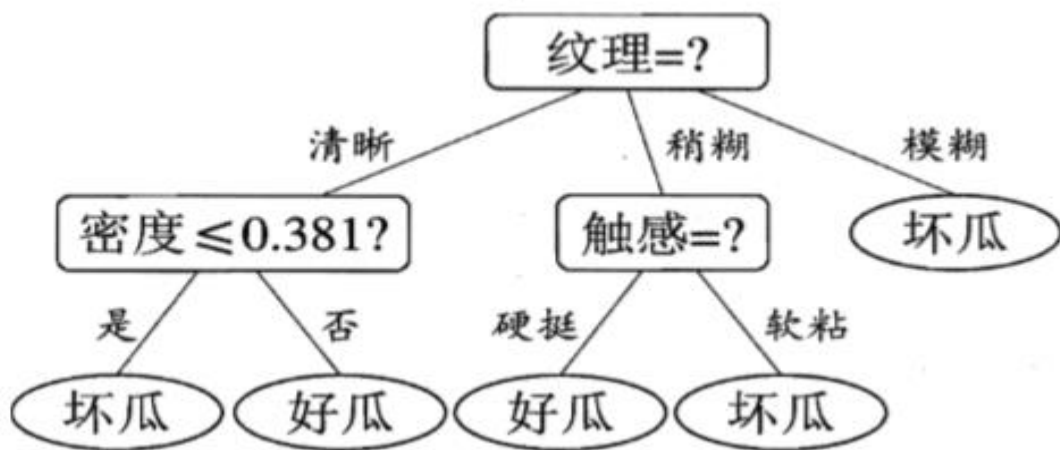 纹理=?
清晰
稍糊
模糊
密度≤0.381?
触感=?
坏瓜
是
否
硬挺
软粘
坏瓜
好瓜
好瓜
坏瓜